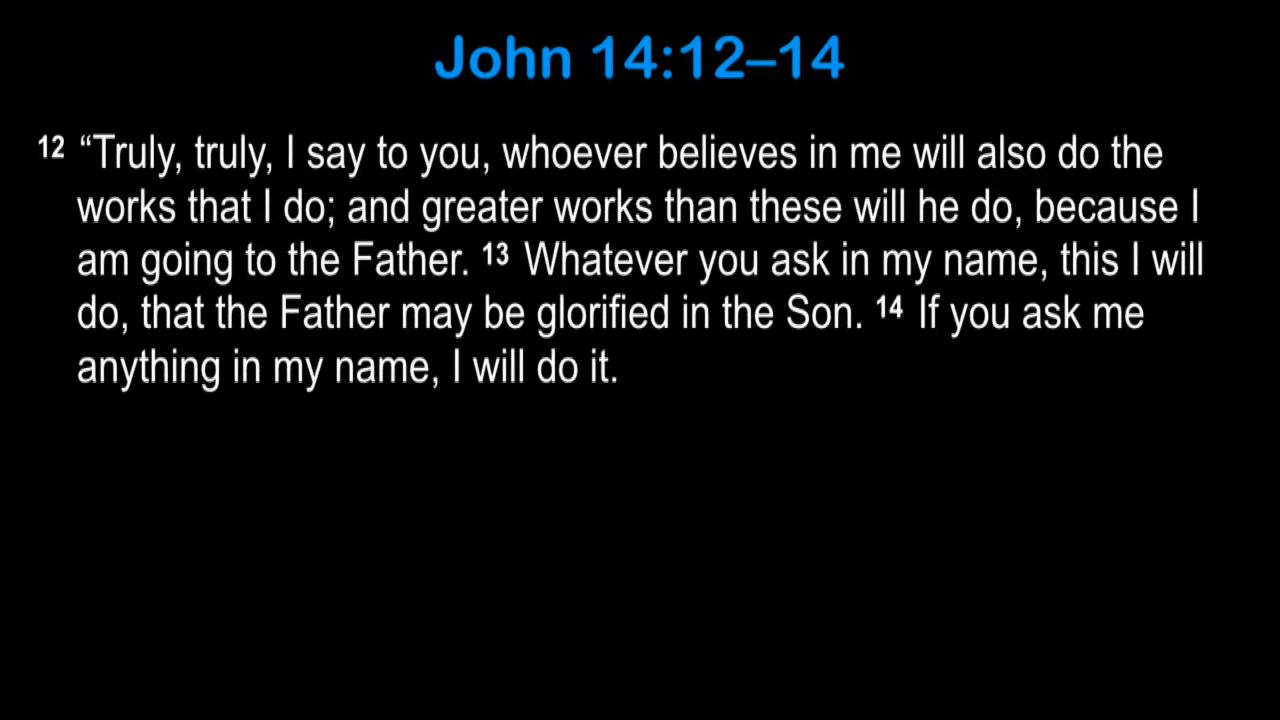 John 14:12–14
12 “Truly, truly, I say to you, whoever believes in me will also do the
works that I do; and greater works than these will he do, because I
am going to the Father. 13 Whatever you ask in my name, this I will
do, that the Father may be glorified in the Son. 14 If you ask me
anything in my name, I will do it.